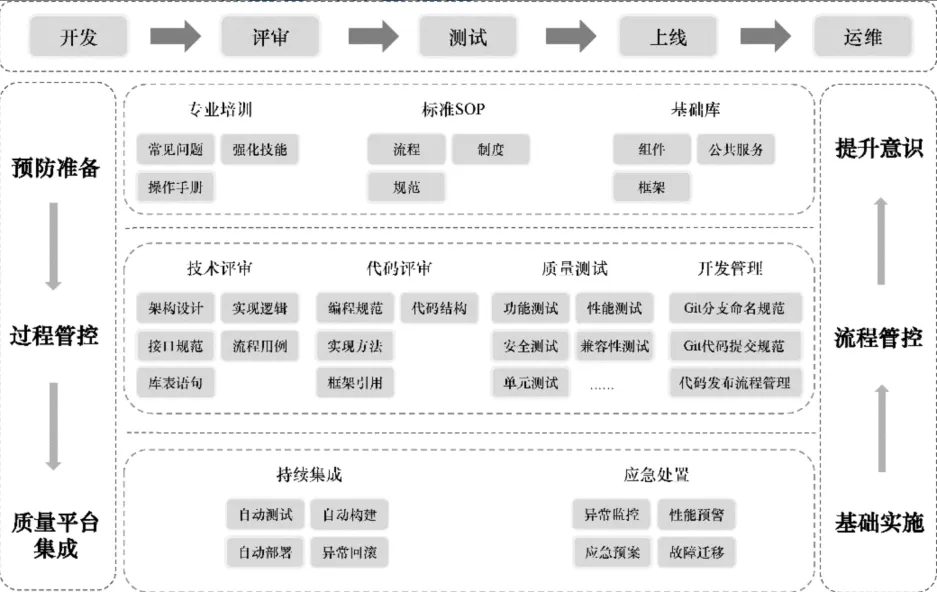 开发
评审
测试
上线
运维
预防准备
过程管控
质量平台
集成
专业培训
常见问题
强化技能
操作手册
标准SOP
流程
制度
规范
基础库
组件
公共服务
框架
技术评审
架构设计
实现逻辑
接口规范
流程用例
库表语句
代码评审
编程规范
代码结构
实现方法
框架引用
质量测试
功能测试
性能测试
安全测试
兼容性测试
单元测试
……
开发管理
Git分支命名规范
Git代码提交规范
代码发布流程管理
持续集成
自动测试
自动构建
自动部署
异常回滚
应急处置
异常监控
性能预警
应急预案
故障迁移
提升意识
流程管控
基础实施